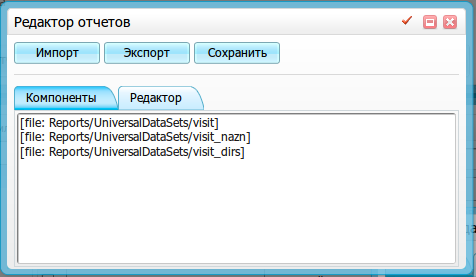 Редактор отчетов
Импорт
Экспорт
Сохранить
Компоненты
Редактор
[file: Reports/UniversalDataSets/visit]
[file: Reports/UniversalDataSets/visit_nazn]
[file: Reports/UniversalDataSets/visit_dirs]